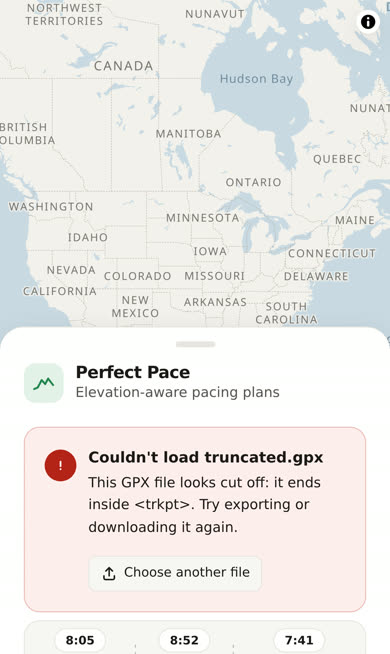 NORTHWEST
TERRITORIES
NUNAVUT
CANADA
Hudson Bay
NUNAT
BRITISH
OLUMBIA
MANITOBA
QUEBEC
ONTARIO
WASHINGTON
MINNESOTA
MAINE
IDAHO
IOWA
CONNECTICUT
NEVADA
COLORADO
MISSOURI
DELAWARE
CALIFORNIA
NEW
MEXICO
ARKANSAS
SOUTH
CAROLINA
Perfect Pace
Elevation-aware pacing plans
!
Couldn't load truncated.gpx
This GPX file looks cut off: it ends
inside <trkpt>. Try exporting or
downloading it again.
Choose another file
8:05
8:52
7:41